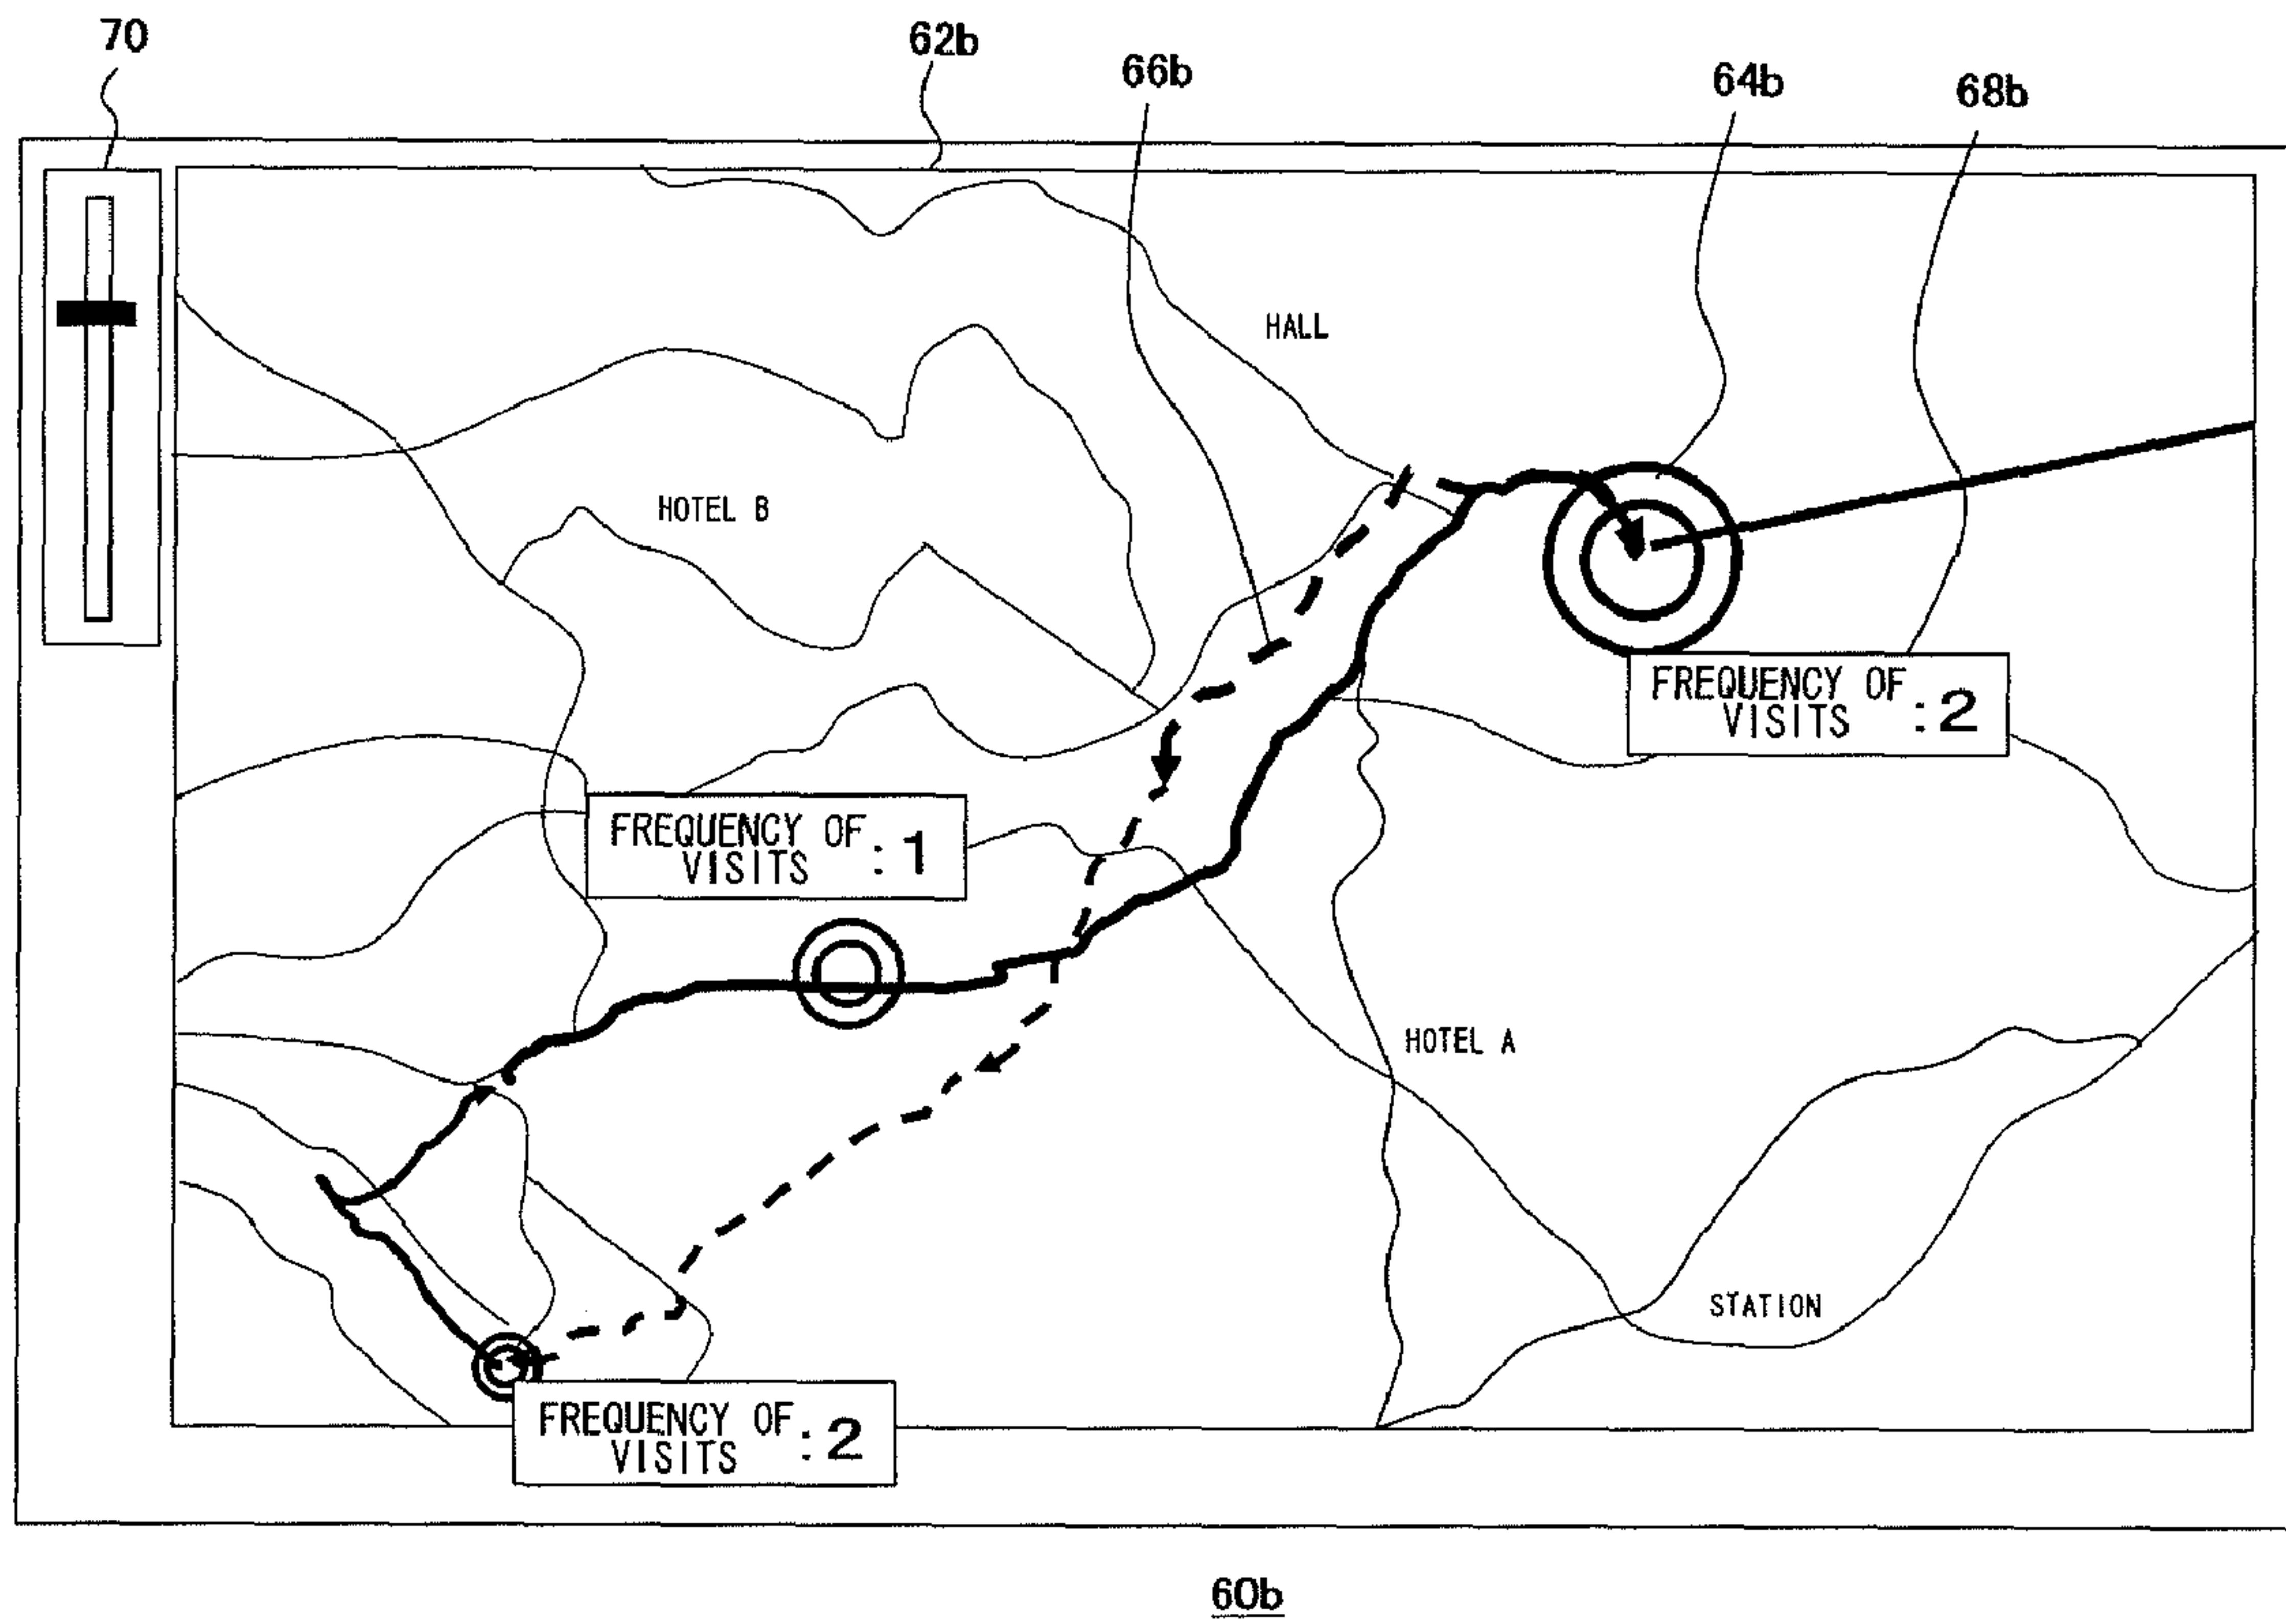 70
62b
66b
64b
68b
HALL
HOTEL B
FREQUENCY OF
VISITS :2
FREQUENCY OF
VISITS :1
HOTEL A
STATION
FREQUENCY OF
VISITS :2
60b